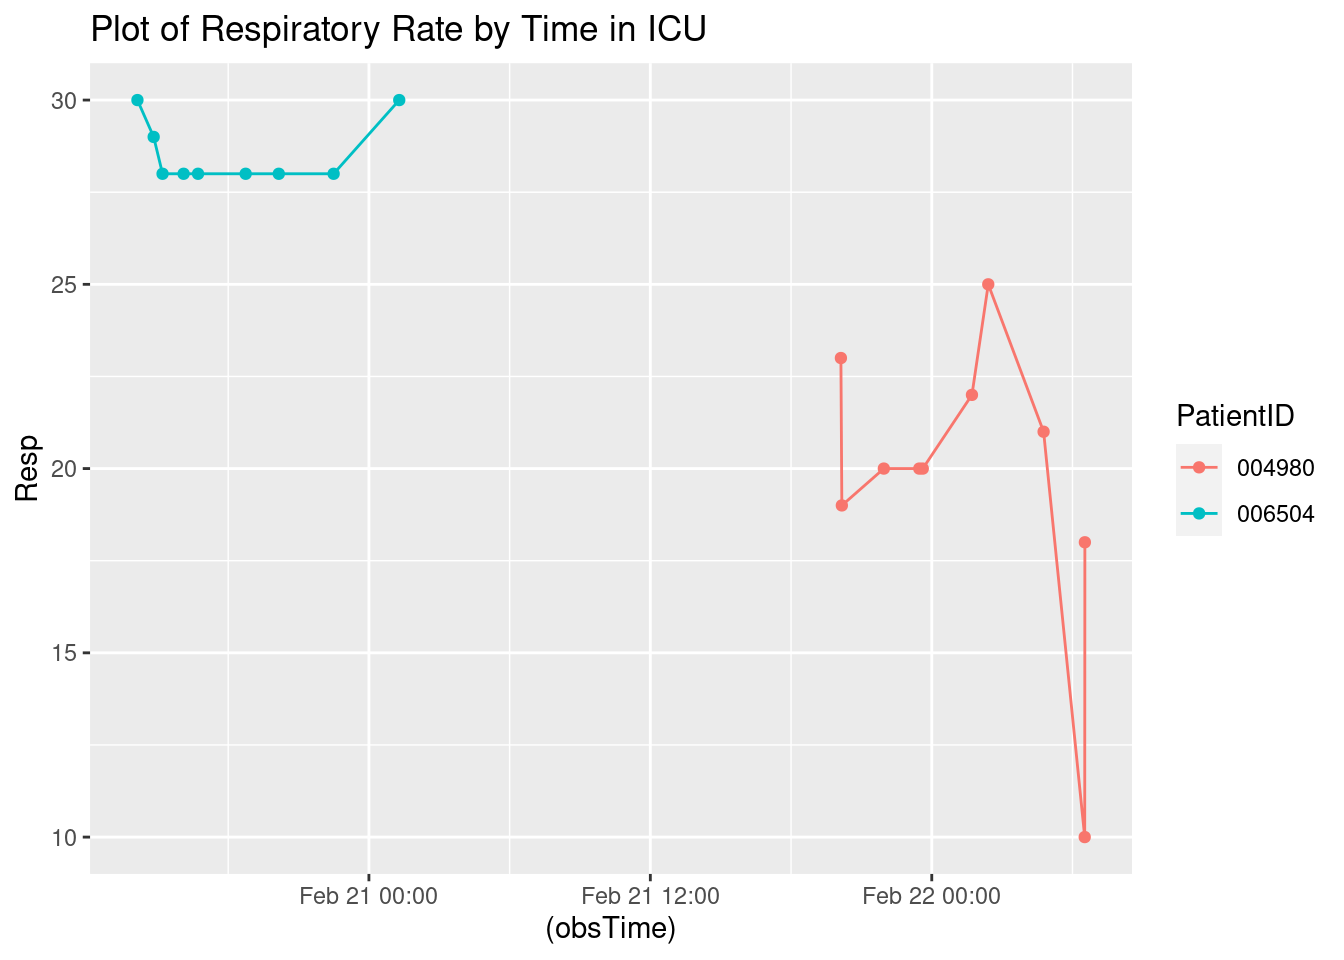 Plot of Respiratory Rate by Time in ICU
30
25
20
15
10
Resp
Feb 21 00:00
Feb 21 12:00
Feb 22 00:00
(obsTime)
PatientID
004980
006504